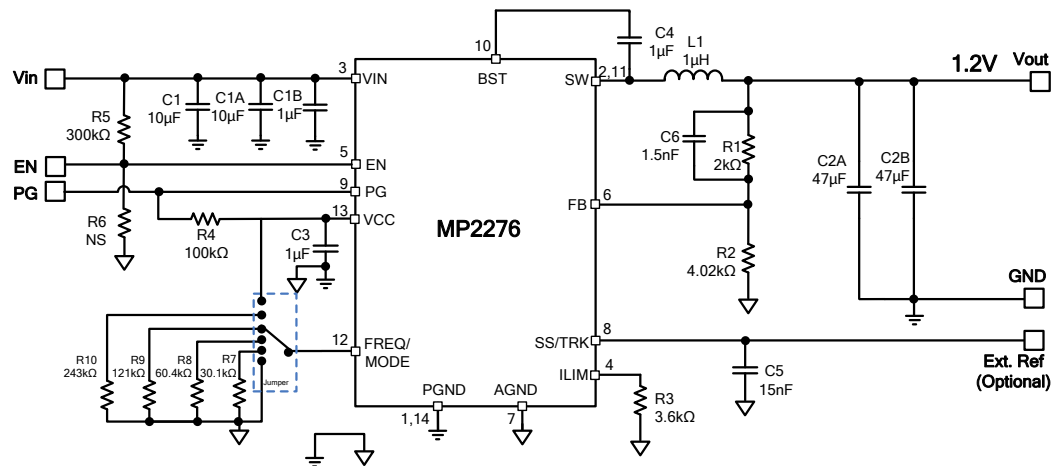 10
BST
C4
1µF
L1
1µH
Vin
3
VIN
SW
2,11
1.2V
Vout
C1
10µF
C1A
10µF
C1B
1µF
R5
300kΩ
C6
1.5nF
R1
2kΩ
C2A
47µF
C2B
47µF
EN
5
EN
PG
9
PG
FB
6
R6
NS
R4
100kΩ
13
VCC
C3
1µF
MP2276
R2
4.02kΩ
GND
12
FREQ/
MODE
SS/TRK
8
Ext. Ref
(Optional)
R10
243kΩ
R9
121kΩ
R8
60.4kΩ
R7
30.1kΩ
Jumper
ILIM
4
R3
3.6kΩ
C5
15nF
PGND
1,14
AGND
7